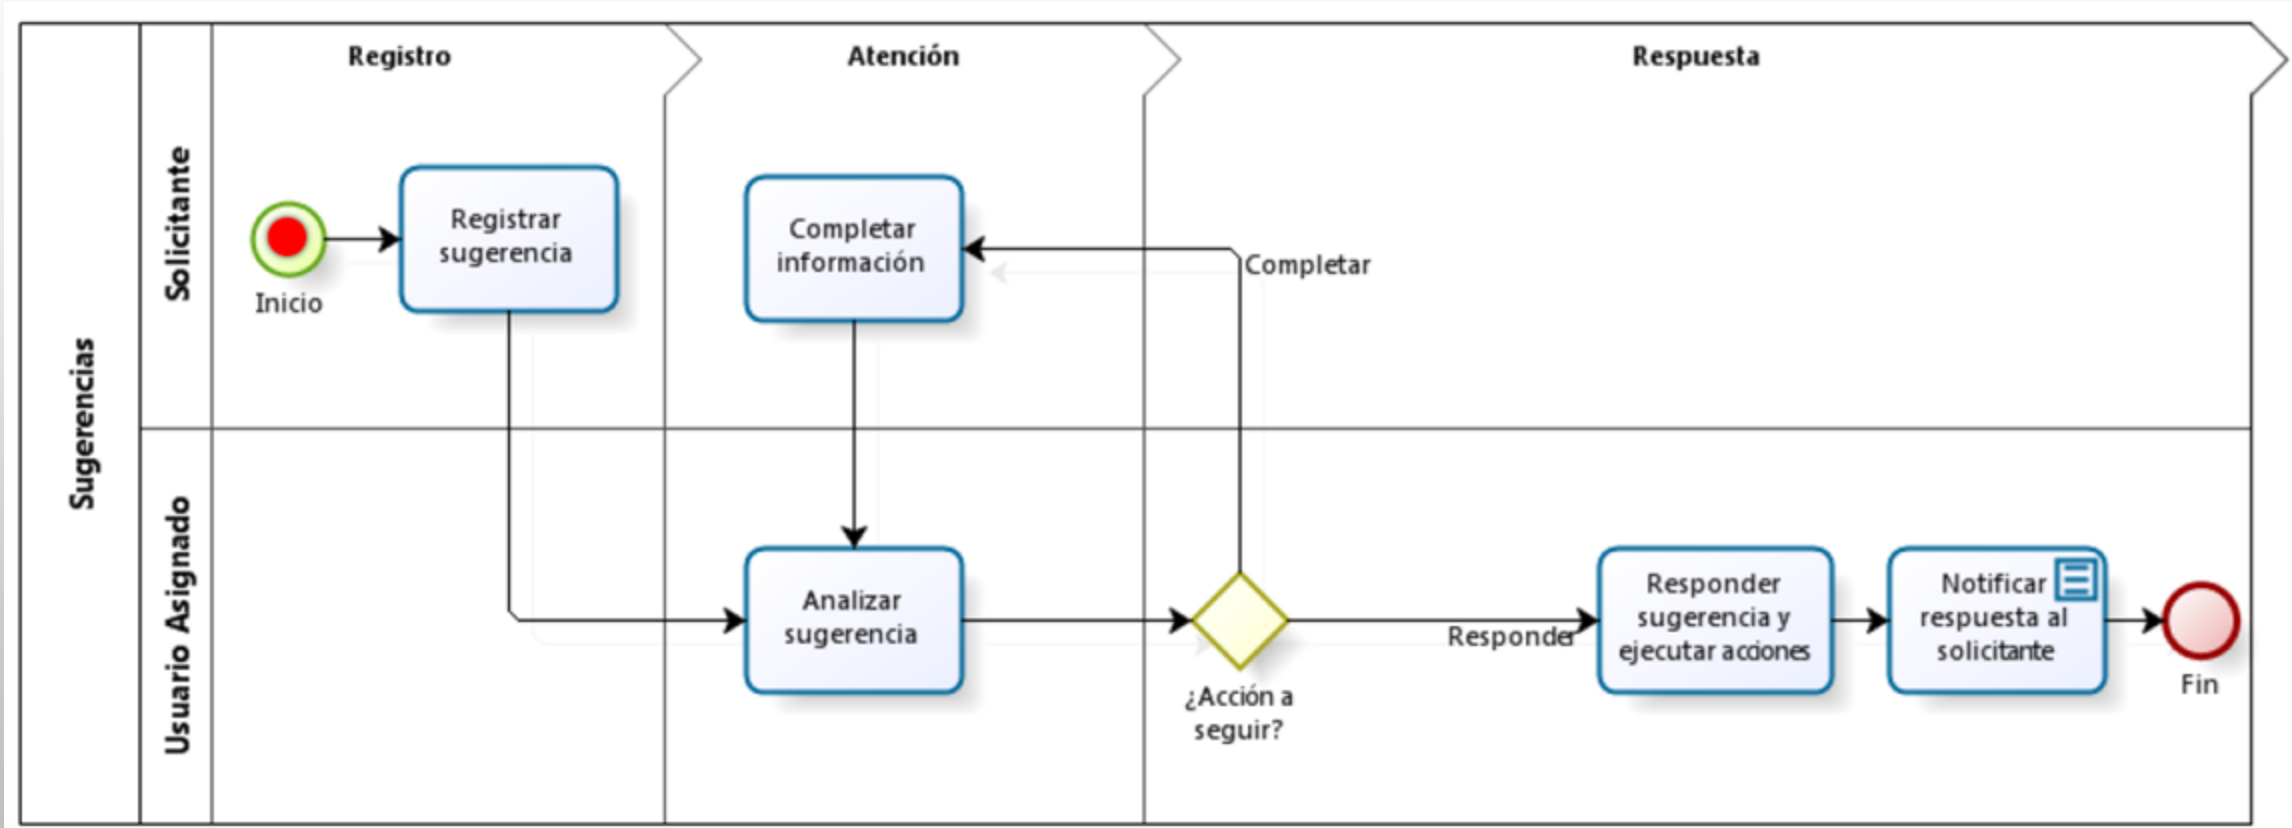 Registro
Atención
Respuesta
Sugerencias
Solicitante
Inicio
Registrar
sugerencia
Completar
información
Completar
Usuario Asignado
Analizar
sugerencia
¿Acción a
seguir?
Responder
Responder
sugerencia y
ejecutar acciones
Notificar
respuesta al
solicitante
Fin